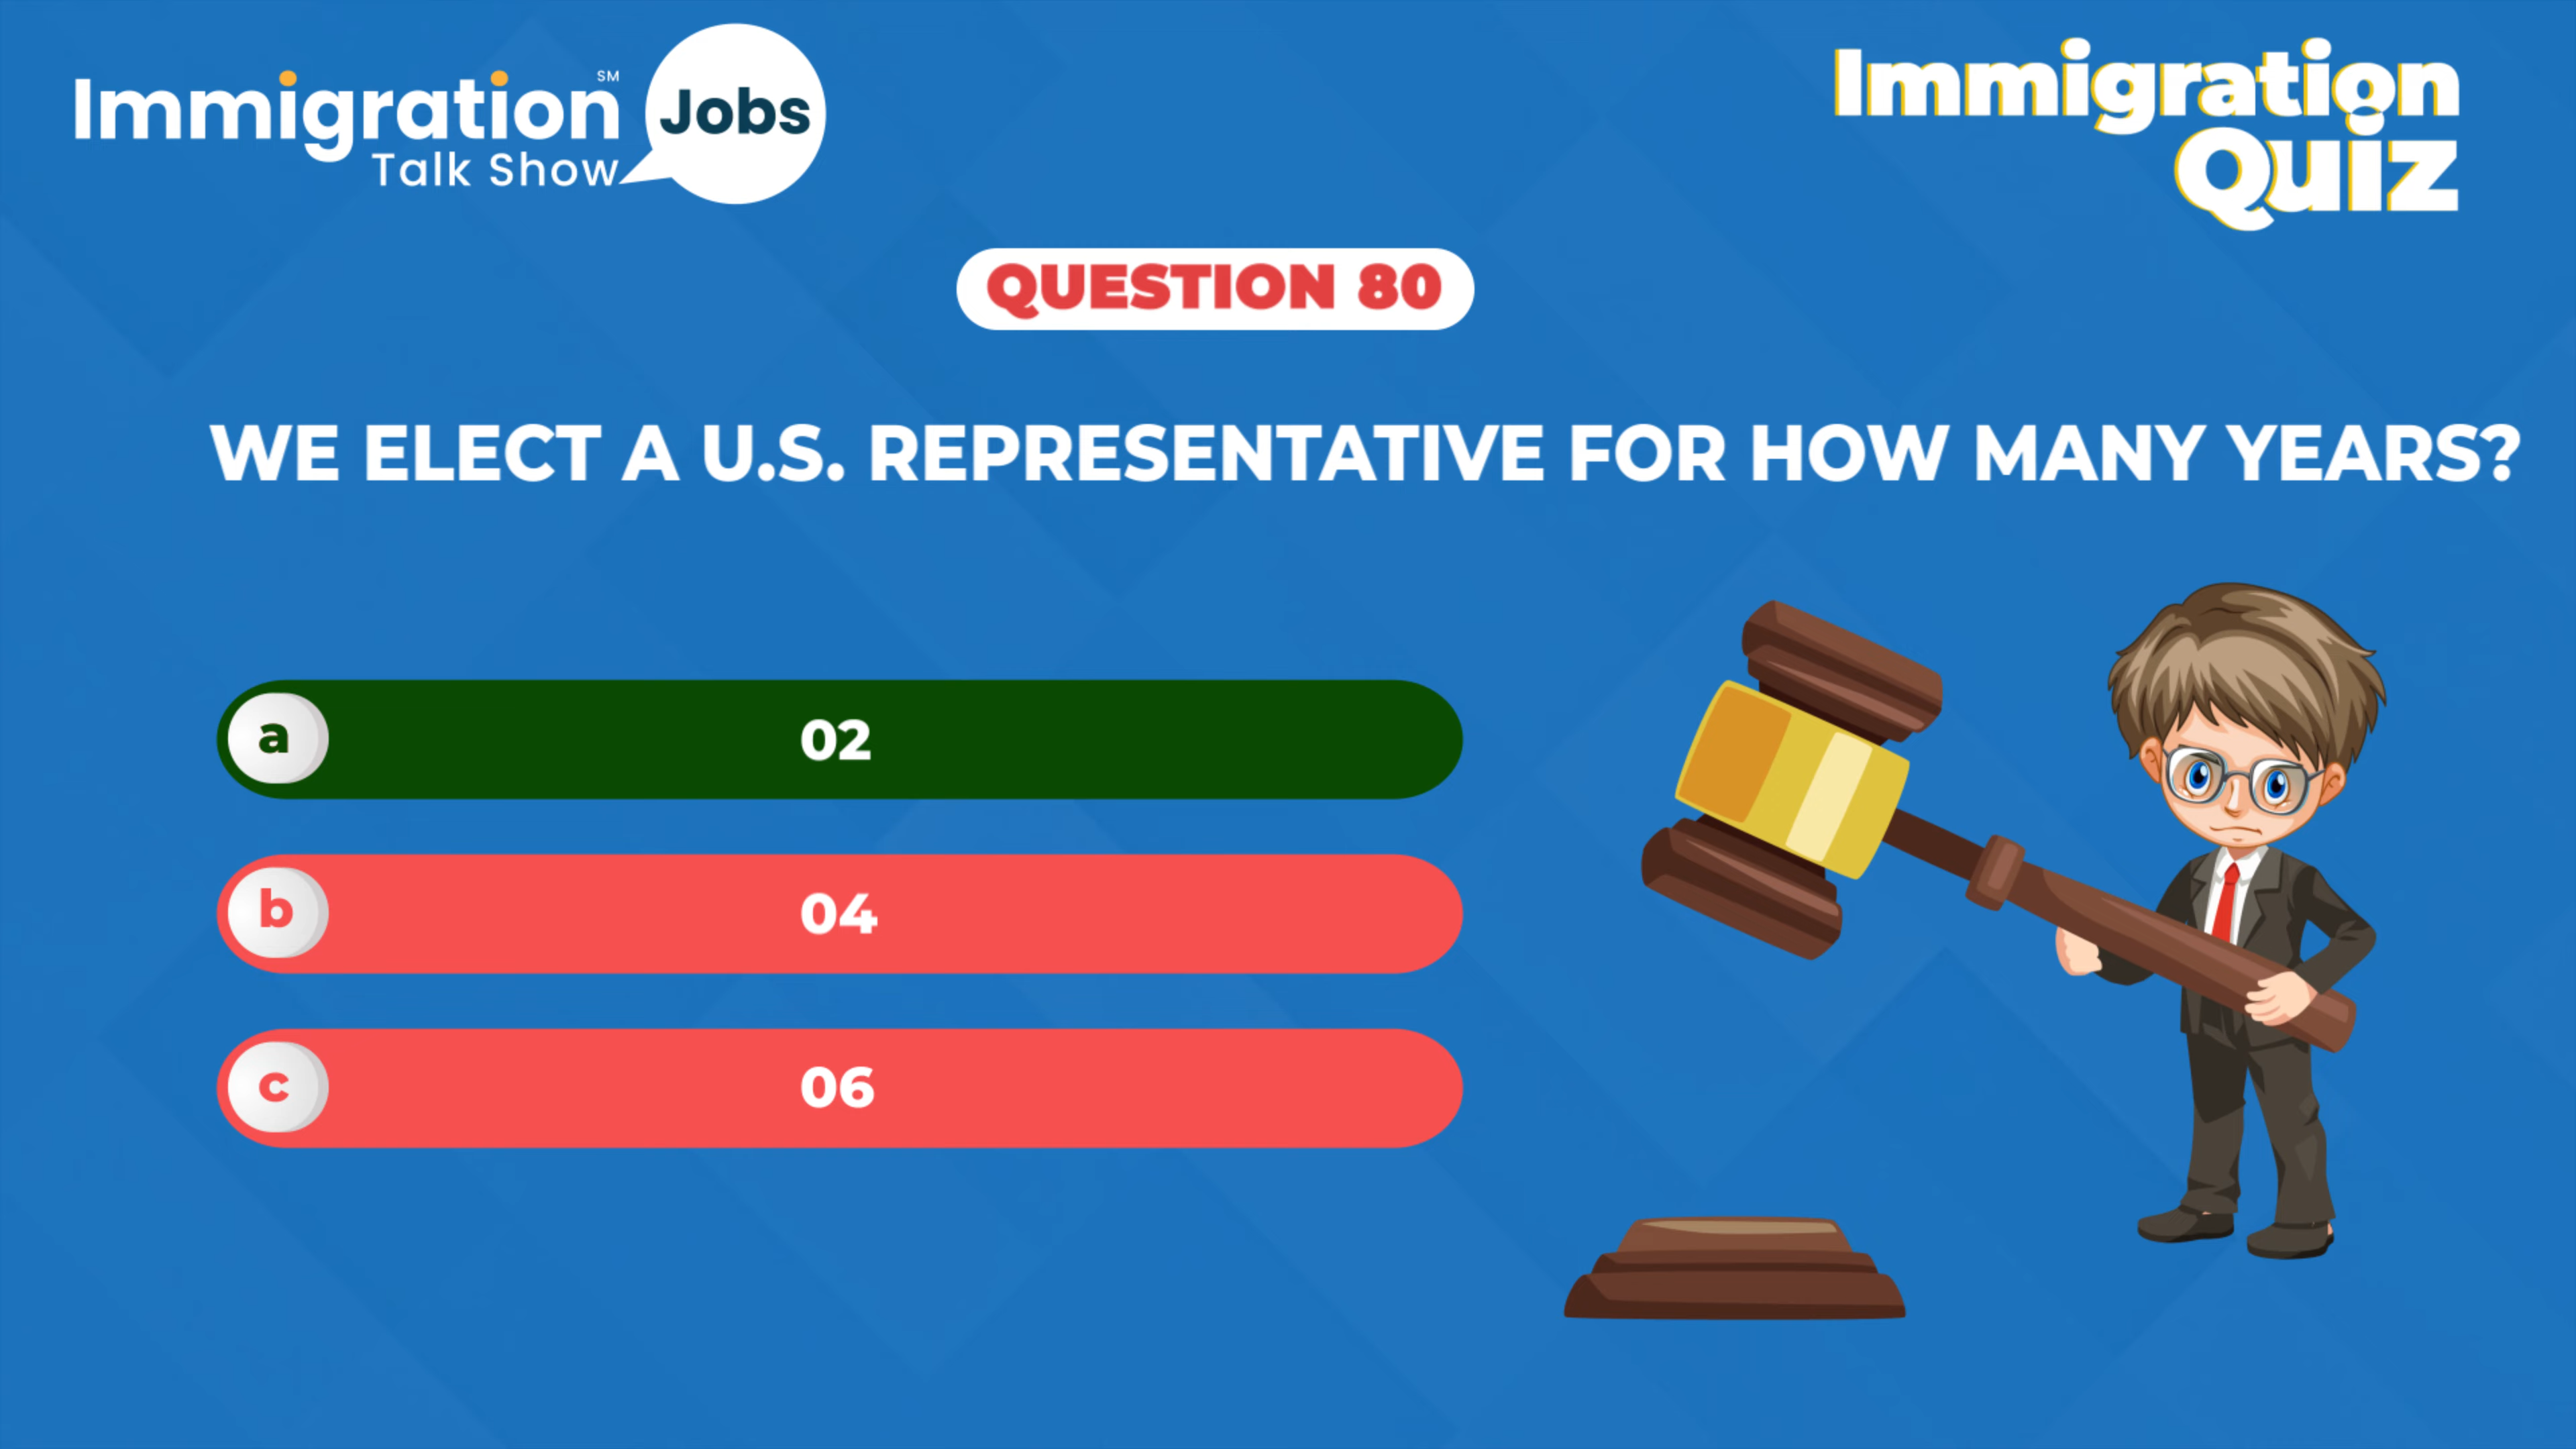 Immigration SM
Talk Show
Jobs
Immigration
Quiz
QUESTION 80
WE ELECT A U.S. REPRESENTATIVE FOR HOW MANY YEARS?
a 02
b 04
c 06